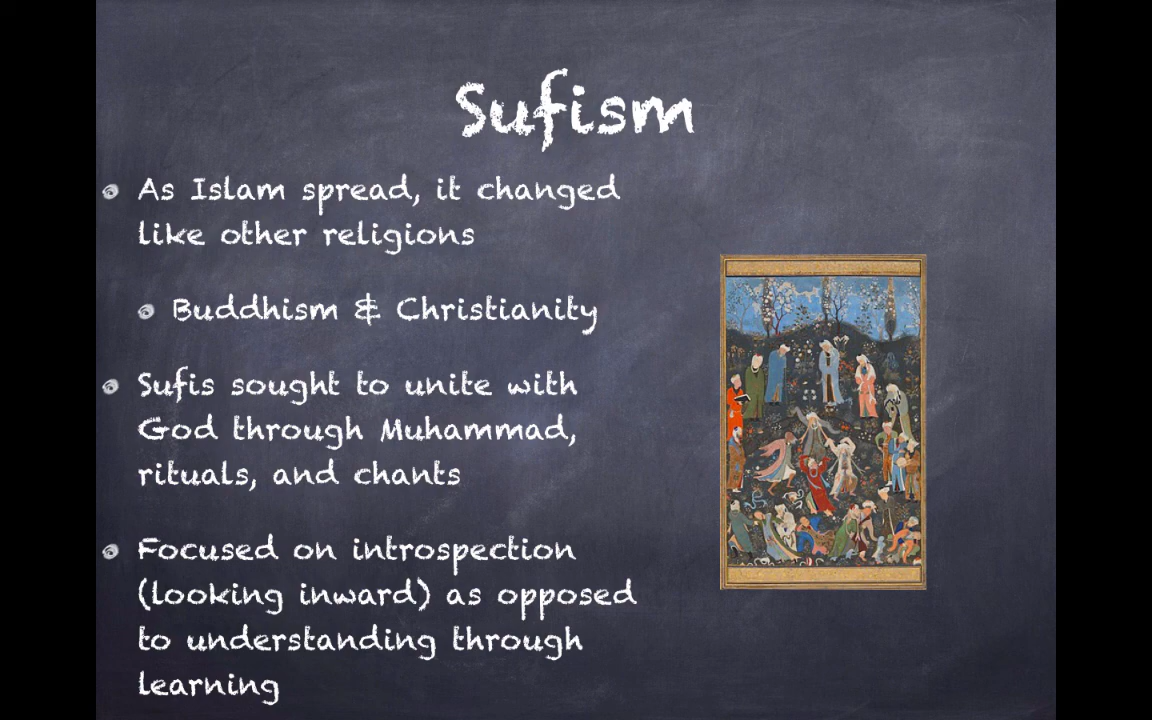 Sufism
As Islam spread, it changed
like other religions
Buddhism & Christianity
Sufis sought to unite with
God through Muhammad,
rituals, and chants
Focused on introspection
(looking inward) as opposed
to understanding through
learning